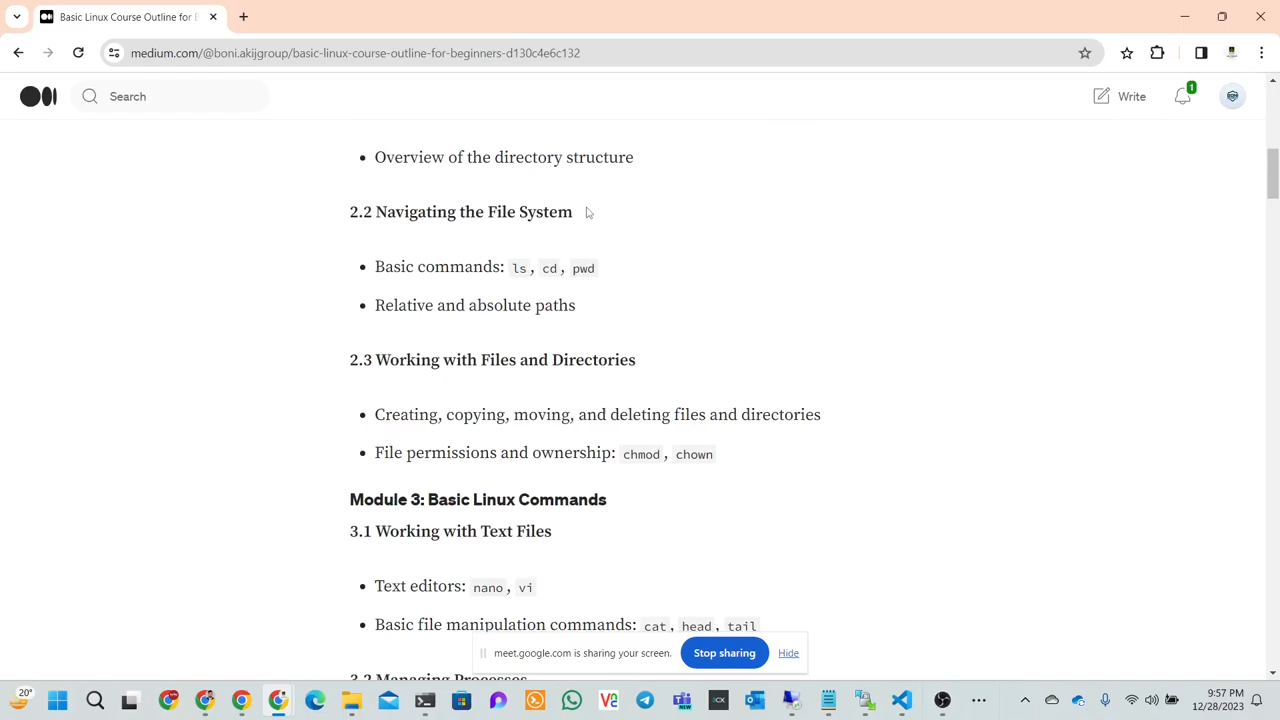 Basic Linux Course Outline for B
medium.com/@boni.akijgroup/basic-linux-course-outline-for-beginners-d130c4e6c132
Search
Write
1
Overview of the directory structure
2.2 Navigating the File System
Basic commands: ls, cd, pwd
Relative and absolute paths
2.3 Working with Files and Directories
Creating, copying, moving, and deleting files and directories
File permissions and ownership: chmod, chown
Module 3: Basic Linux Commands
3.1 Working with Text Files
Text editors: nano, vi
Basic file manipulation commands: cat, head, tail
meet.google.com is sharing your screen.
Stop sharing
Hide
3.2 Managing Processes
20°
9:57 PM
12/28/2023